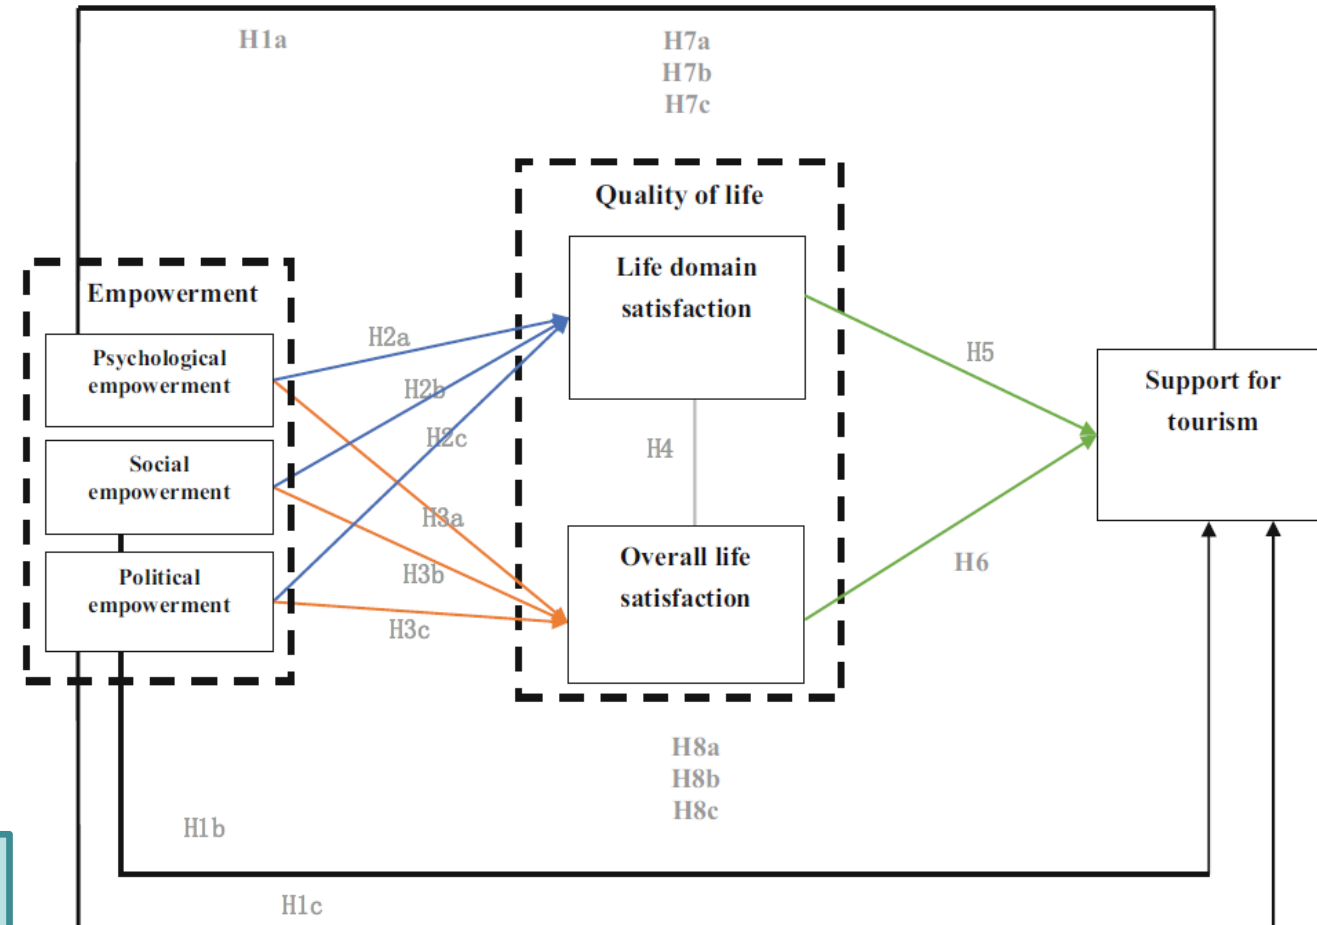 H1a
H7a
H7b
H7c
Quality of life
Life domain
satisfaction
Empowerment
Psychological
empowerment
H2a
H2b
H2c
H5
Support for
tourism
Social
empowerment
H4
H3a
Political
empowerment
H3b
H3c
Overall life
satisfaction
H6
H8a
H8b
H8c
H1b
H1c